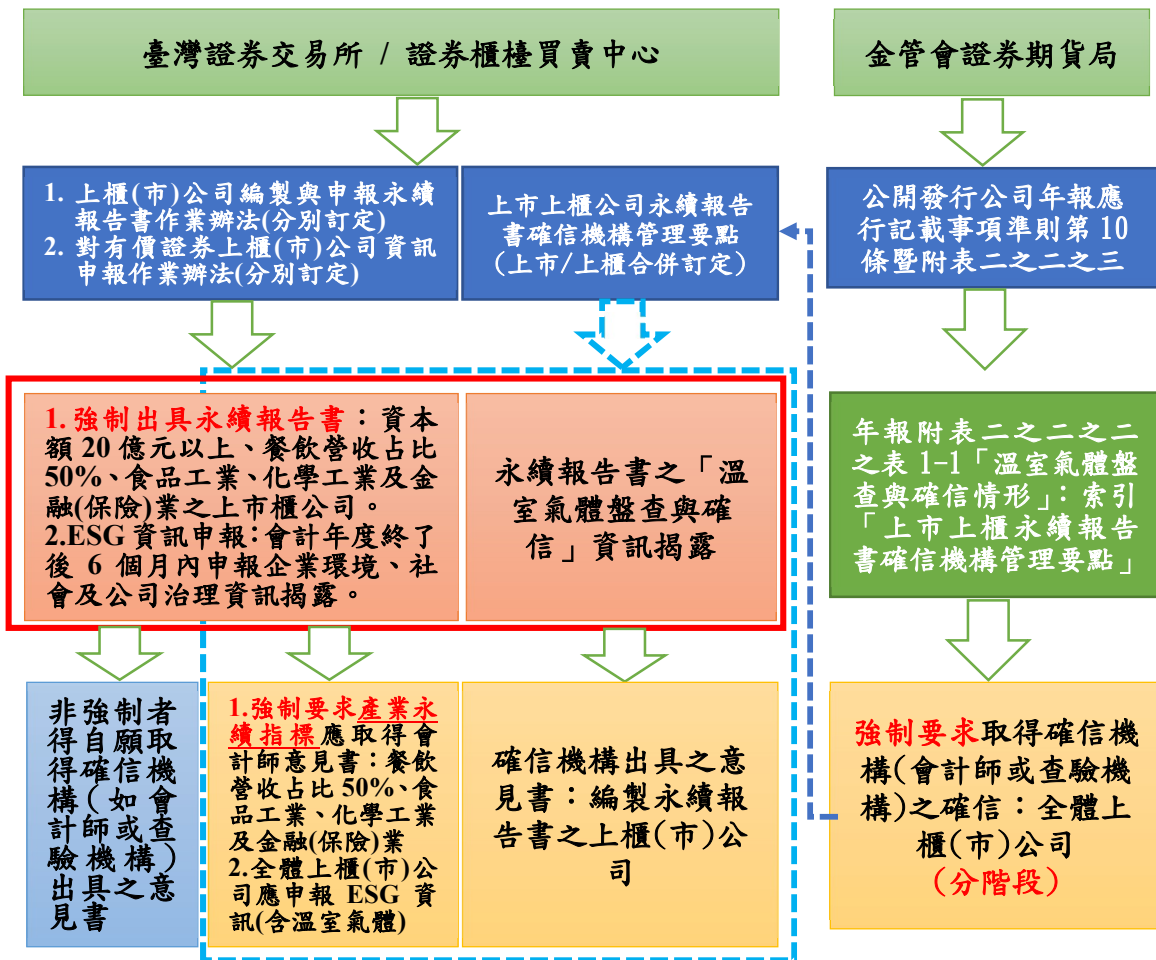 臺灣證券交易所 / 證券櫃檯買賣中心
金管會證券期貨局
1. 上櫃(市)公司編製與申報永續
報告書作業辦法(分別訂定)
2. 對有價證券上櫃(市)公司資訊
申報作業辦法(分別訂定)
上市上櫃公司永續報告
書確信機構管理要點
(上市/上櫃合併訂定)
公開發行公司年報應
行記載事項準則第 10
條暨附表二之二之三
1. 強制出具永續報告書：資本
額 20 億元以上、餐飲營收占比
50%、食品工業、化學工業及金
融(保險)業之上市櫃公司。
2.ESG 資訊申報：會計年度終了
後 6 個月內申報企業環境、社
會及公司治理資訊揭露。
永續報告書之「溫
室氣體盤查與確
信」資訊揭露
年報附表二之二之二
之表 1-1「溫室氣體盤
查與確信情形」：索引
「上市上櫃永續報告
書確信機構管理要點」
非強制者
得自願取
得確信機
構(如會
計師或查
驗機構)
出具之意
見書
1.強制要求產業永
續指標應取得會
計師意見書：餐飲
營收占比 50%、食
品工業、化學工業
及金融(保險)業
2.全體上櫃(市)公
司應申報 ESG 資
訊(含溫室氣體)
確信機構出具之意
見書：編製永續報
告書之上櫃(市)公
司
強制要求取得確信機
構(會計師或查驗機
構)之確信：全體上
櫃(市)公司
(分階段)